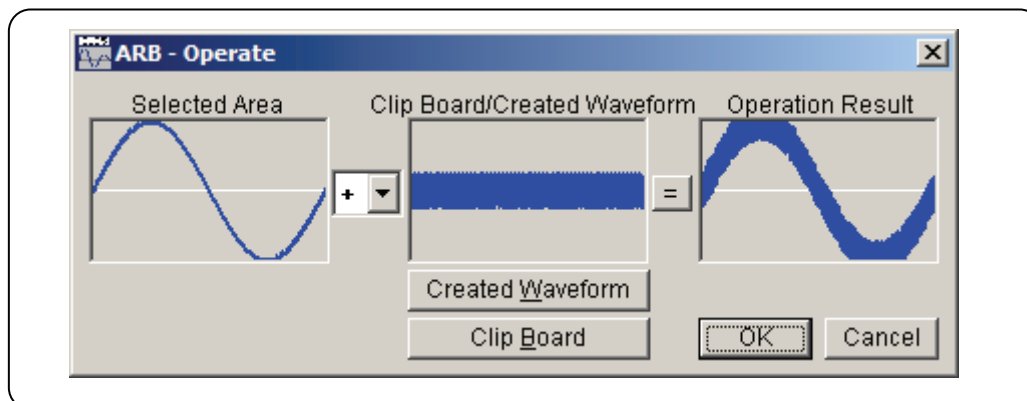 ARB - Operate
Selected Area
Clip Board/Created Waveform
Operation Result
+
=
Created Waveform
Clip Board
OK
Cancel